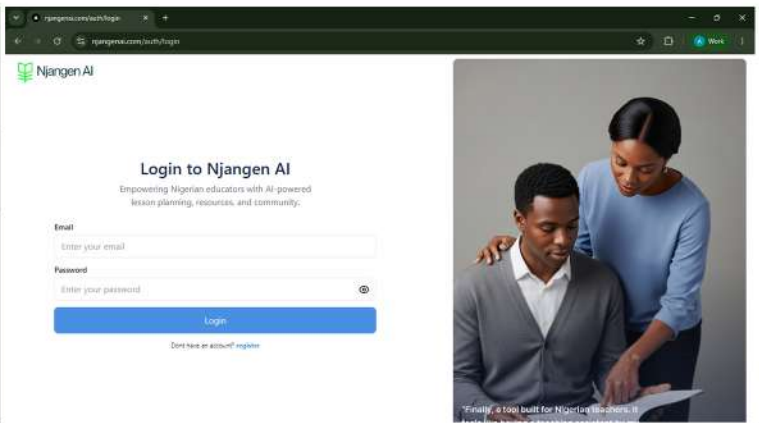 njangenai.com/auth/login
njangenai.com/auth/login
Work
Njangen AI
Login to Njangen AI
Empowering Nigerian educators with AI-powered
lesson planning, resources, and community.
Email
Enter your email
Password
Enter your password
Login
Dont have an account? register
"Finally, a tool built for Nigerian teachers. It